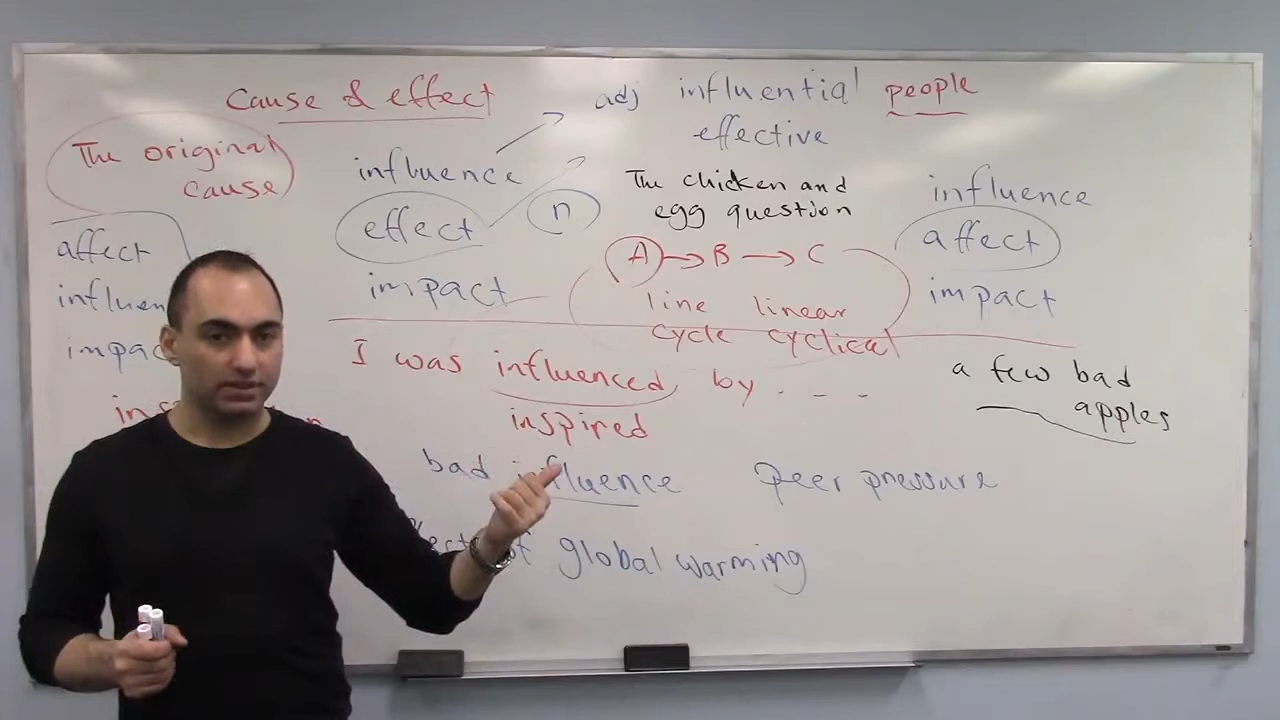 Cause & effect
adj influential people
effective
The original
cause
influence
effect
n
impact
The chicken and
egg question
A → B → C
line linear
cycle cyclical
influence
affect
impact
affect
I was influenced by . - - -
inspired
a few bad
apples
bad influence
peer pressure
of global warming